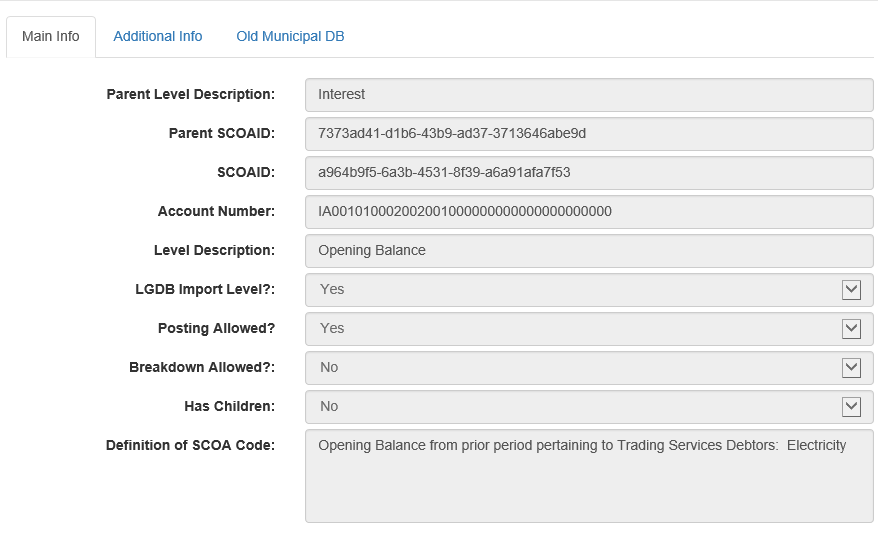 Main Info Additional Info Old Municipal DB
Parent Level Description: Interest
Parent SCOAID: 7373ad41-d1b6-43b9-ad37-3713646abe9d
SCOAID: a964b9f5-6a3b-4531-8f39-a6a91afa7f53
Account Number: IA001010002002001000000000000000000000
Level Description: Opening Balance
LGDB Import Level?: Yes
Posting Allowed? Yes
Breakdown Allowed?: No
Has Children: No
Definition of SCOA Code: Opening Balance from prior period pertaining to Trading Services Debtors:  Electricity